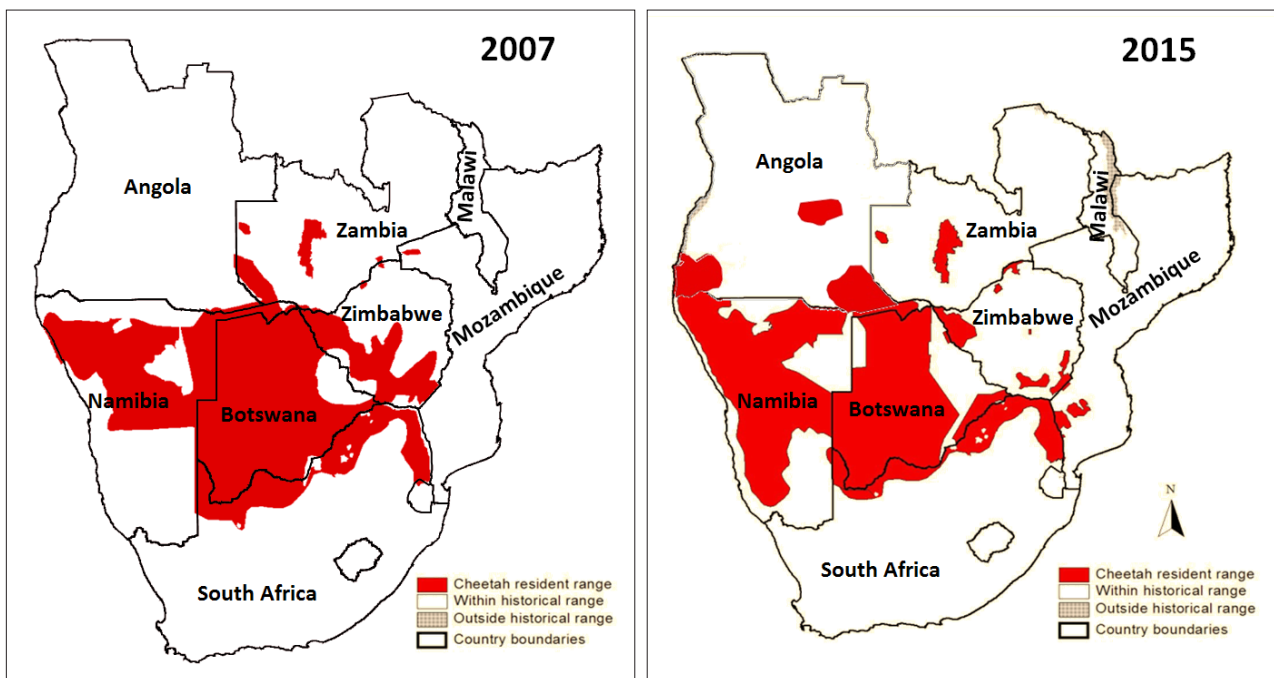 2007
Angola
Malawi
Zambia
Zimbabwe
Mozambique
Namibia
Botswana
South Africa
Cheetah resident range
Within historical range
Outside historical range
Country boundaries
2015
Angola
Malawi
Zambia
Mozambique
Zimbabwe
Namibia
Botswana
N
South Africa
Cheetah resident range
Within historical range
Outside historical range
Country boundaries